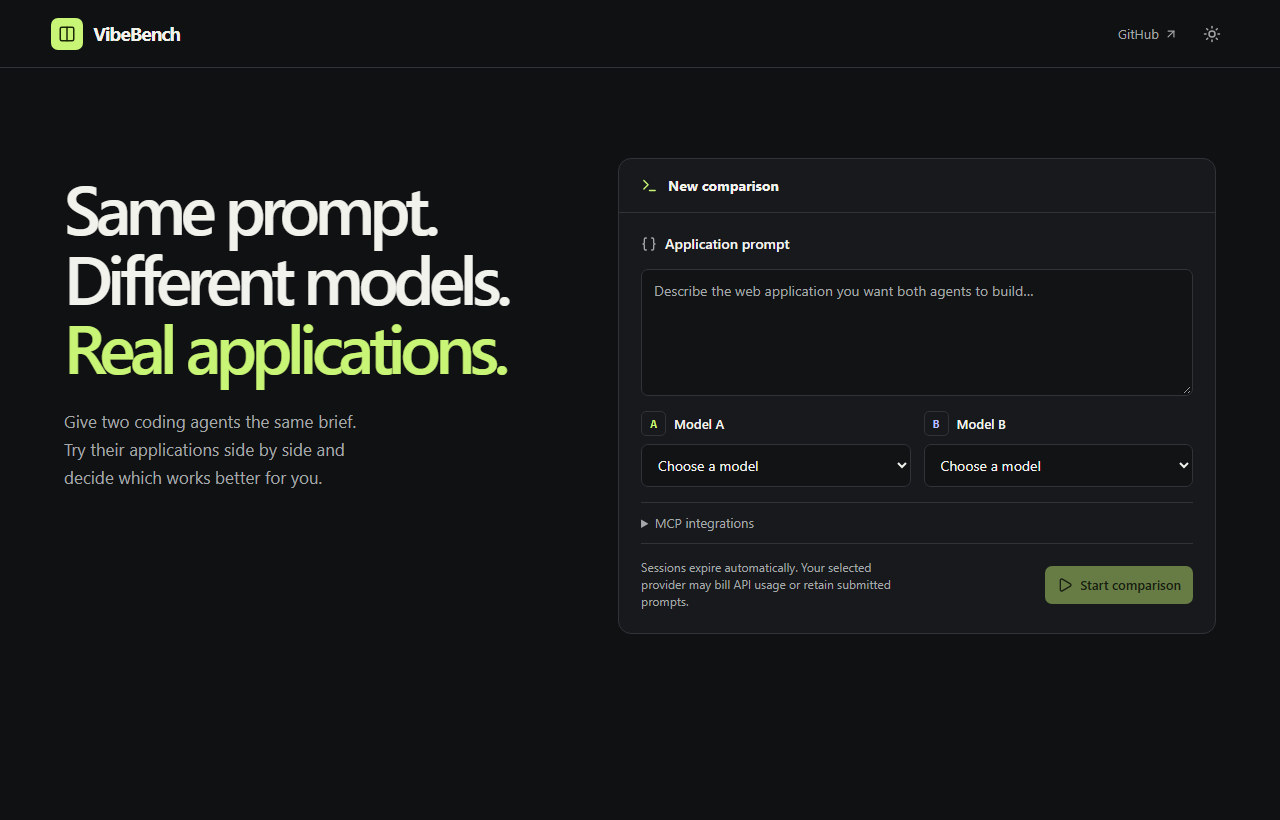 VibeBench
GitHub
Same prompt.
Different models.
Real applications.
Give two coding agents the same brief.
Try their applications side by side and
decide which works better for you.
New comparison
Application prompt
Describe the web application you want both agents to build...
A Model A
B Model B
Choose a model
Choose a model
MCP integrations
Sessions expire automatically. Your selected
provider may bill API usage or retain submitted
prompts.
Start comparison